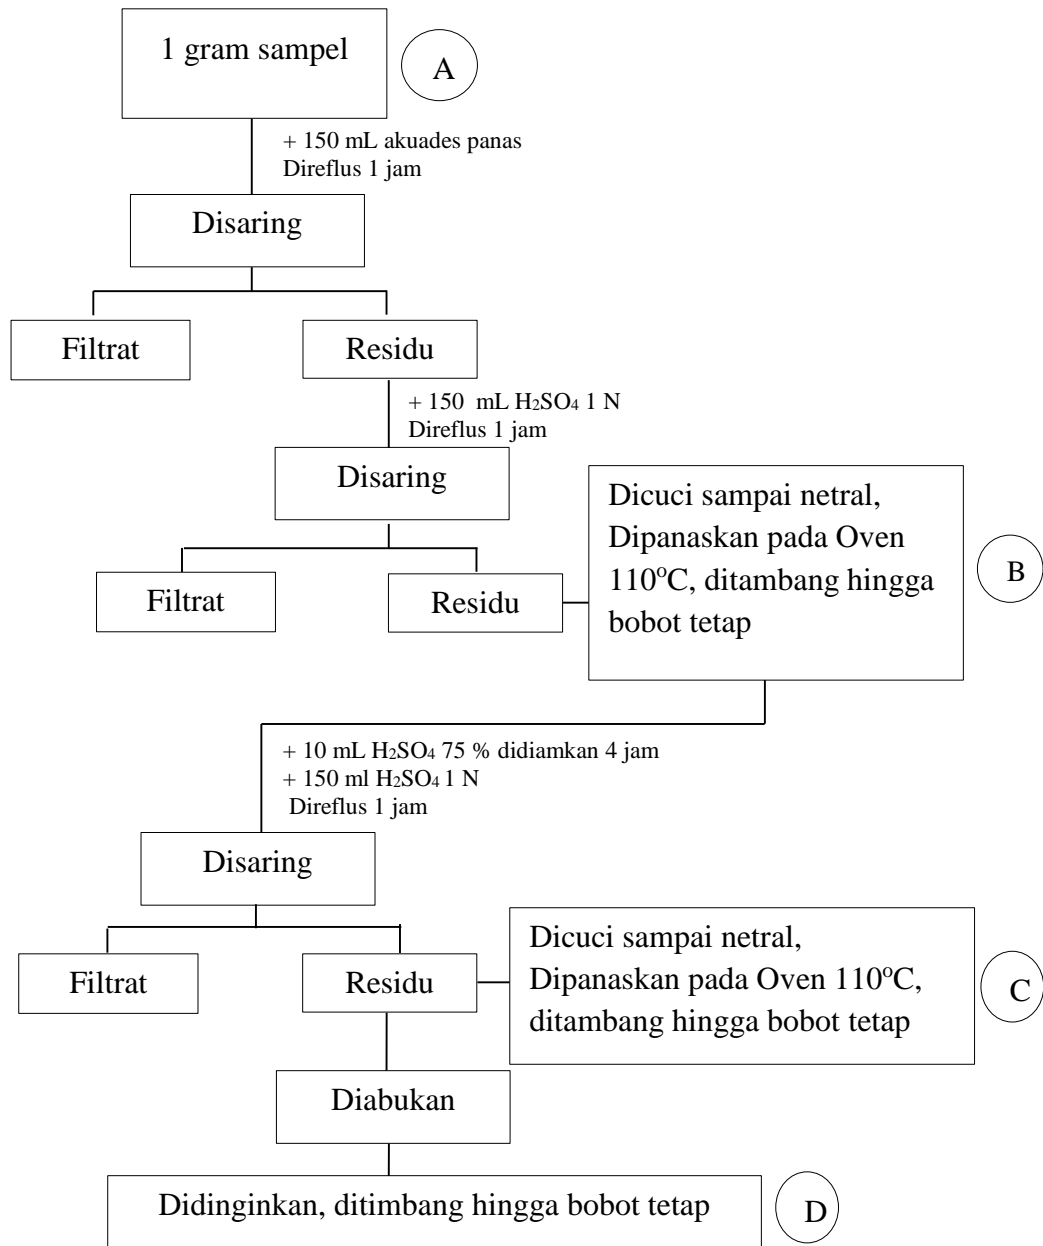 1 gram sampel
A
+ 150 mL akuades panas
Direflus 1 jam
Disaring
Filtrat
Residu
+ 150 mL H₂SO₄ 1 N
Direflus 1 jam
Disaring
Filtrat
Residu
Dicuci sampai netral,
Dipanaskan pada Oven
110°C, ditambang hingga
bobot tetap
B
+ 10 mL H₂SO₄ 75 % didiamkan 4 jam
+ 150 ml H₂SO₄ 1 N
Direflus 1 jam
Disaring
Filtrat
Residu
Dicuci sampai netral,
Dipanaskan pada Oven 110°C,
ditambang hingga bobot tetap
C
Diabukan
Didinginkan, ditimbang hingga bobot tetap
D